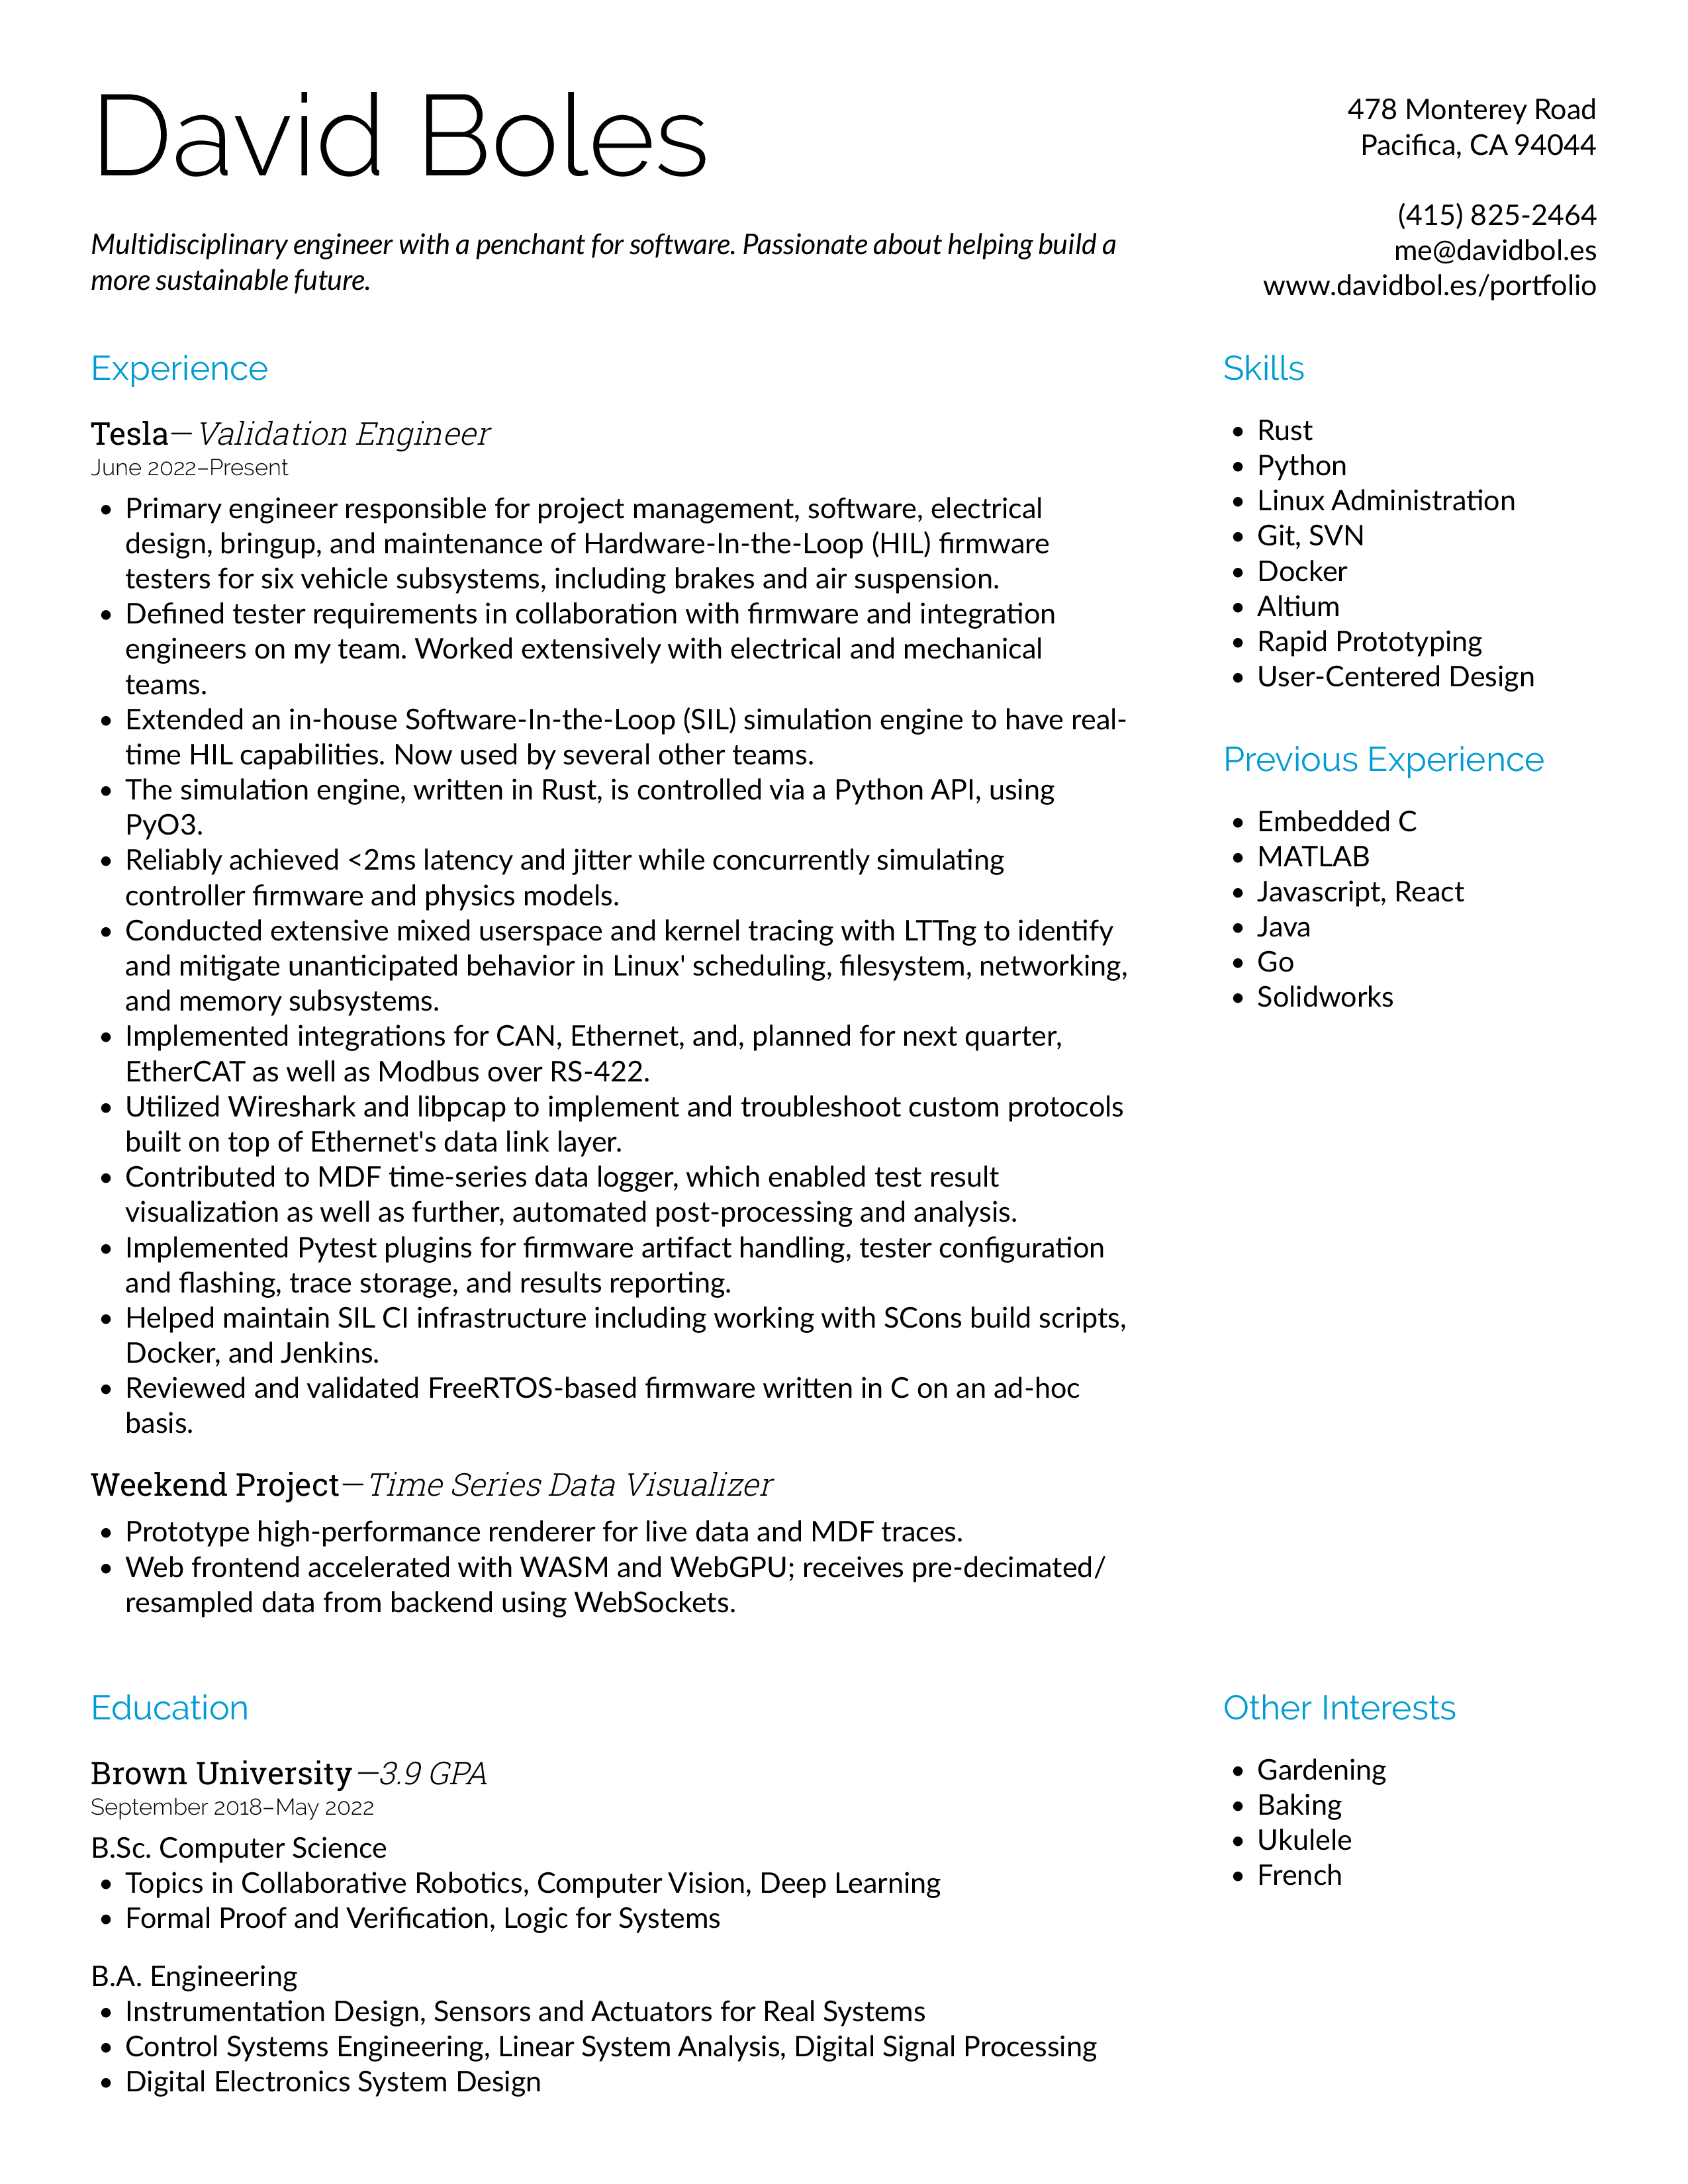 David Boles
Multidisciplinary engineer with a penchant for software. Passionate about helping build a
more sustainable future.
478 Monterey Road
Pacifica, CA 94044
(415) 825-2464
me@davidbol.es
www.davidbol.es/portfolio
Experience
Tesla—Validation Engineer
June 2022–Present
• Primary engineer responsible for project management, software, electrical
design, bringup, and maintenance of Hardware-In-the-Loop (HIL) firmware
testers for six vehicle subsystems, including brakes and air suspension.
• Defined tester requirements in collaboration with firmware and integration
engineers on my team. Worked extensively with electrical and mechanical
teams.
• Extended an in-house Software-In-the-Loop (SIL) simulation engine to have real-
time HIL capabilities. Now used by several other teams.
• The simulation engine, written in Rust, is controlled via a Python API, using
PyO3.
• Reliably achieved <2ms latency and jitter while concurrently simulating
controller firmware and physics models.
• Conducted extensive mixed userspace and kernel tracing with LTTng to identify
and mitigate unanticipated behavior in Linux' scheduling, filesystem, networking,
and memory subsystems.
• Implemented integrations for CAN, Ethernet, and, planned for next quarter,
EtherCAT as well as Modbus over RS-422.
• Utilized Wireshark and libpcap to implement and troubleshoot custom protocols
built on top of Ethernet's data link layer.
• Contributed to MDF time-series data logger, which enabled test result
visualization as well as further, automated post-processing and analysis.
• Implemented Pytest plugins for firmware artifact handling, tester configuration
and flashing, trace storage, and results reporting.
• Helped maintain SIL CI infrastructure including working with SCons build scripts,
Docker, and Jenkins.
• Reviewed and validated FreeRTOS-based firmware written in C on an ad-hoc
basis.
Weekend Project—Time Series Data Visualizer
• Prototype high-performance renderer for live data and MDF traces.
• Web frontend accelerated with WASM and WebGPU; receives pre-decimated/
resampled data from backend using WebSockets.
Skills
• Rust
• Python
• Linux Administration
• Git, SVN
• Docker
• Altium
• Rapid Prototyping
• User-Centered Design
Previous Experience
• Embedded C
• MATLAB
• Javascript, React
• Java
• Go
• Solidworks
Education
Brown University—3.9 GPA
September 2018–May 2022
B.Sc. Computer Science
• Topics in Collaborative Robotics, Computer Vision, Deep Learning
• Formal Proof and Verification, Logic for Systems
B.A. Engineering
• Instrumentation Design, Sensors and Actuators for Real Systems
• Control Systems Engineering, Linear System Analysis, Digital Signal Processing
• Digital Electronics System Design
Other Interests
• Gardening
• Baking
• Ukulele
• French